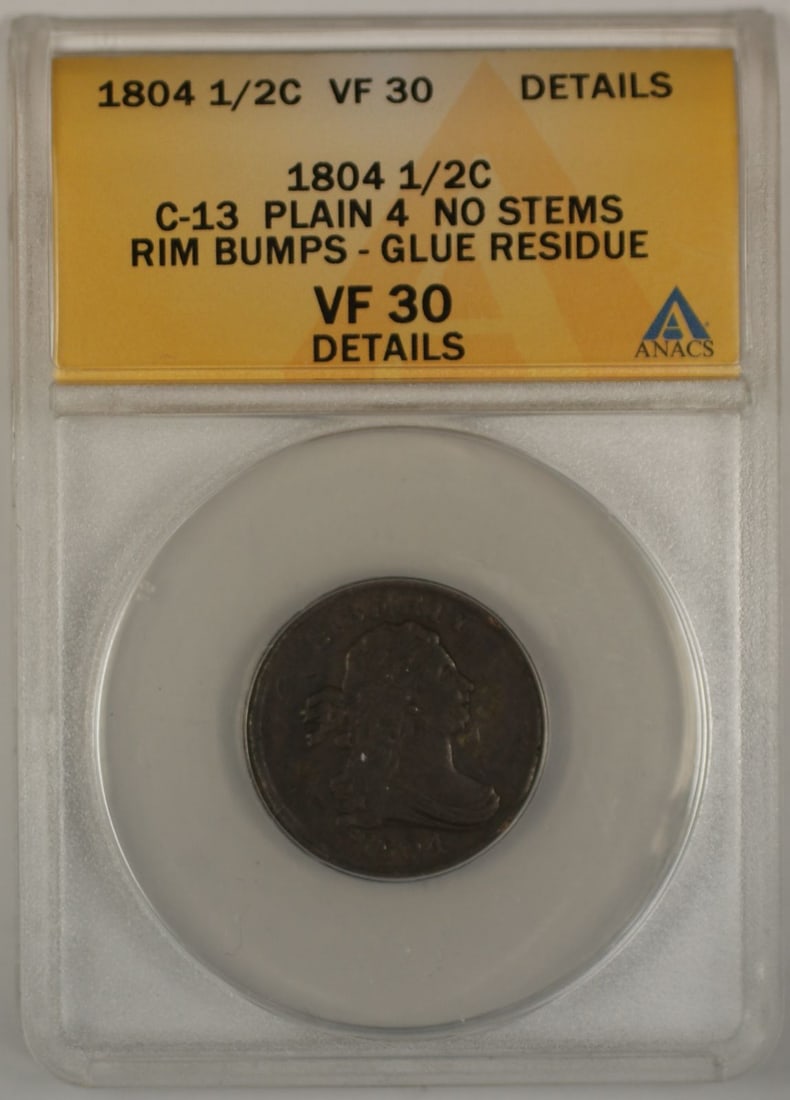 1804 1/2C VF 30 DETAILS
1804 1/2C
C-13 PLAIN 4 NO STEMS
RIM BUMPS - GLUE RESIDUE
VF 30
DETAILS
ANACS